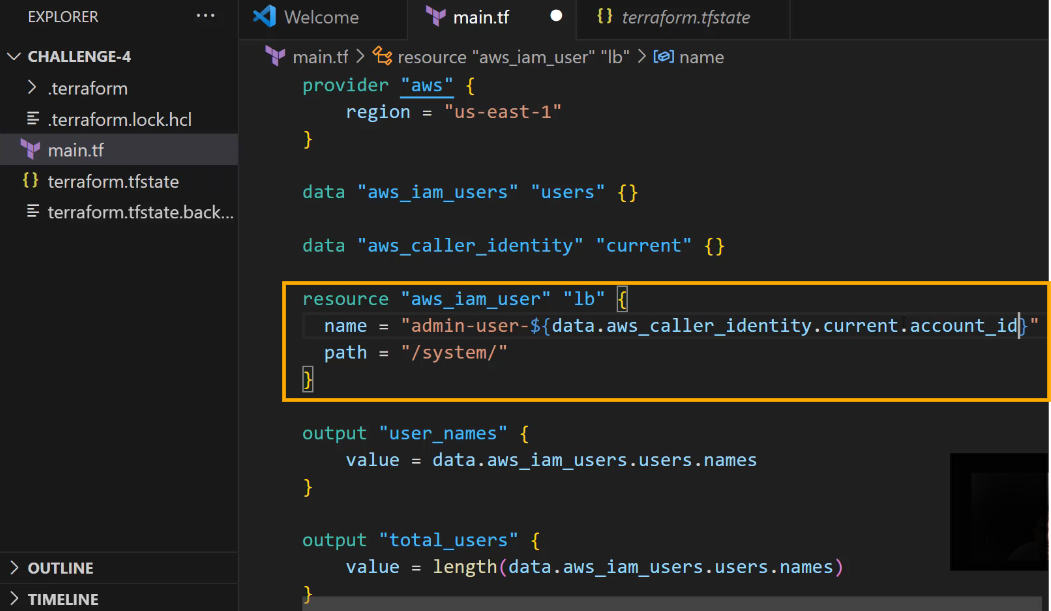 EXPLORER ...
Welcome
main.tf
{} terraform.tfstate
CHALLENGE-4
.terraform
.terraform.lock.hcl
main.tf
{} terraform.tfstate
terraform.tfstate.back...
OUTLINE
TIMELINE
main.tf > resource "aws_iam_user" "lb" > name
provider "aws" {
region = "us-east-1"
}
data "aws_iam_users" "users" {}
data "aws_caller_identity" "current" {}
resource "aws_iam_user" "lb" {
name = "admin-user-${data.aws_caller_identity.current.account_id}"
path = "/system/"
}
output "user_names" {
value = data.aws_iam_users.users.names
}
output "total_users" {
value = length(data.aws_iam_users.users.names)
}